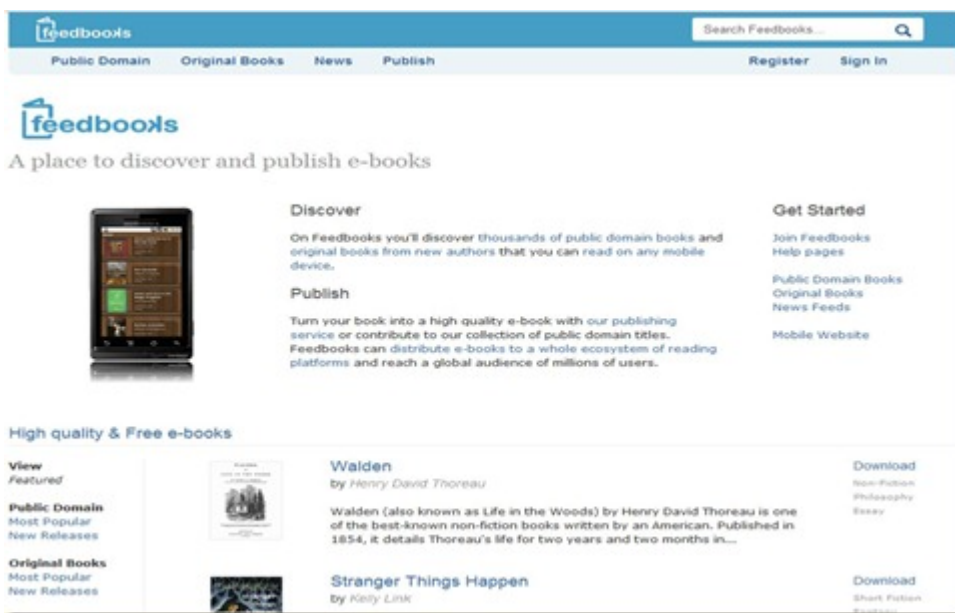 feedbooks
Search Feedbooks...
Public Domain Original Books News Publish Register Sign In
feedbooks
A place to discover and publish e-books
Discover
On Feedbooks you'll discover thousands of public domain books and
original books from new authors that you can read on any mobile
device.
Publish
Turn your book into a high quality e-book with our publishing
service or contribute to our collection of public domain titles.
Feedbooks can distribute e-books to a whole ecosystem of reading
platforms and reach a global audience of millions of users.
Get Started
Join Feedbooks
Help pages
Public Domain Books
Original Books
News Feeds
Mobile Website
High quality & Free e-books
View
Featured
Public Domain
Most Popular
New Releases
Original Books
Most Popular
New Releases
Walden
by Henry David Thoreau
Walden (also known as Life in the Woods) by Henry David Thoreau is one
of the best-known non-fiction books written by an American. Published in
1854, it details Thoreau's life for two years and two months in...
Download
Non-Fiction
Philosophy
Essay
Stranger Things Happen
by Kelly Link
Download
Short Fiction
Fantasy